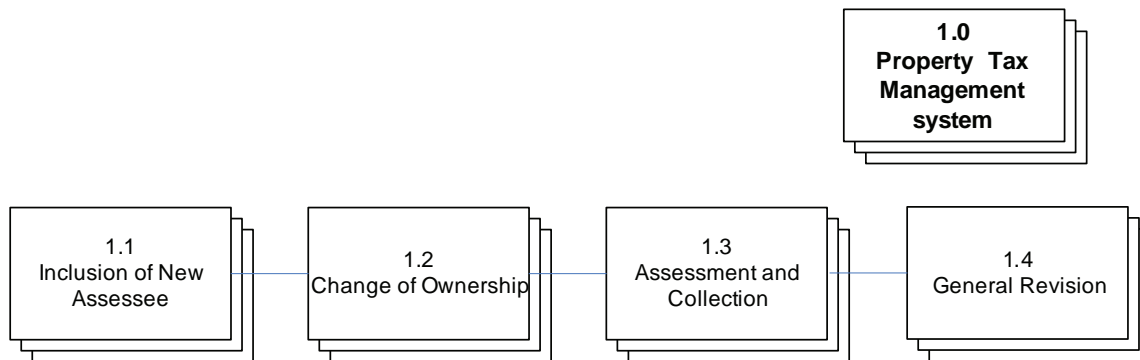 1.0
Property Tax
Management
system
1.1
Inclusion of New
Assessee
1.2
Change of Ownership
1.3
Assessment and
Collection
1.4
General Revision